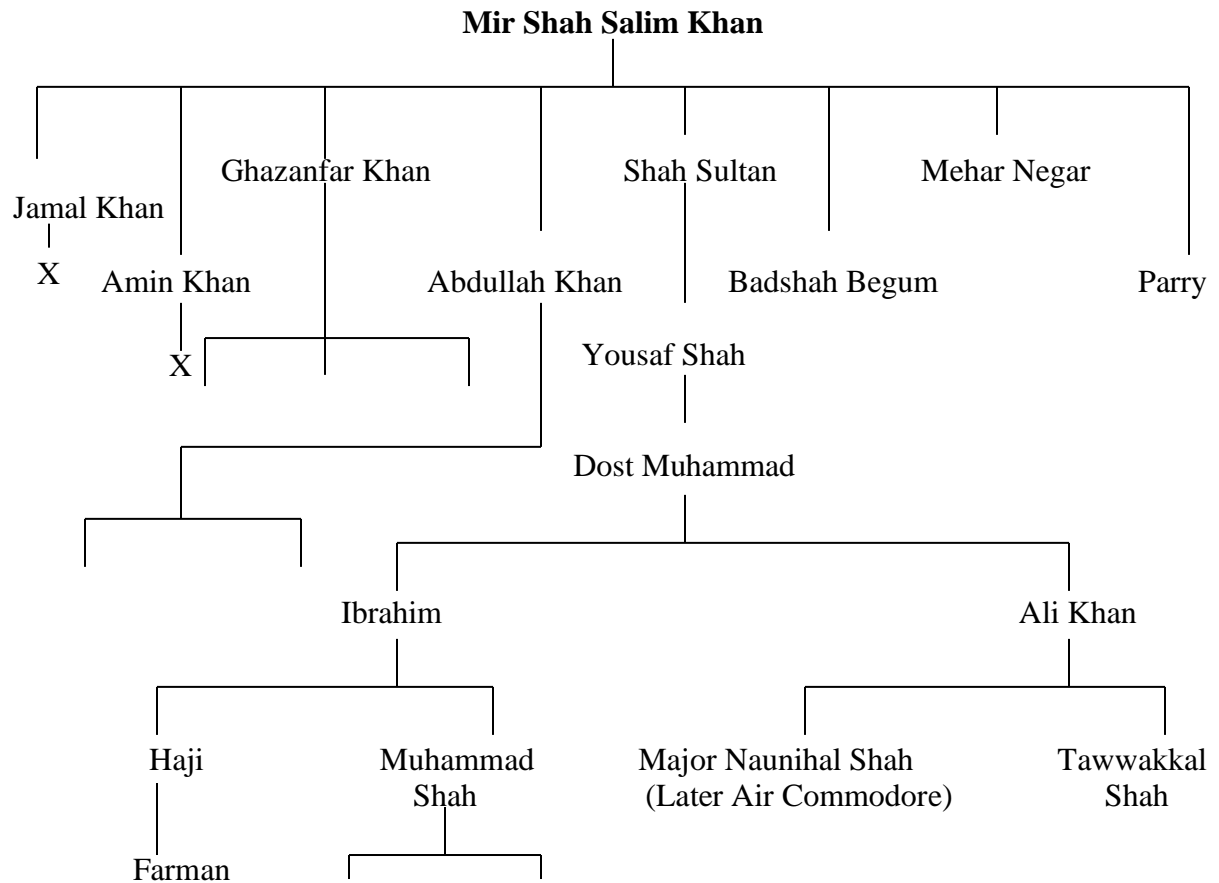 Mir Shah Salim Khan
Ghazanfar Khan
Shah Sultan
Mehar Negar
Jamal Khan
X
Amin Khan
Abdullah Khan
Badshah Begum
Parry
X
Yousaf Shah
Dost Muhammad
Ibrahim
Ali Khan
Haji
Muhammad
Shah
Major Naunihal Shah
(Later Air Commodore)
Tawwakkal
Shah
Farman